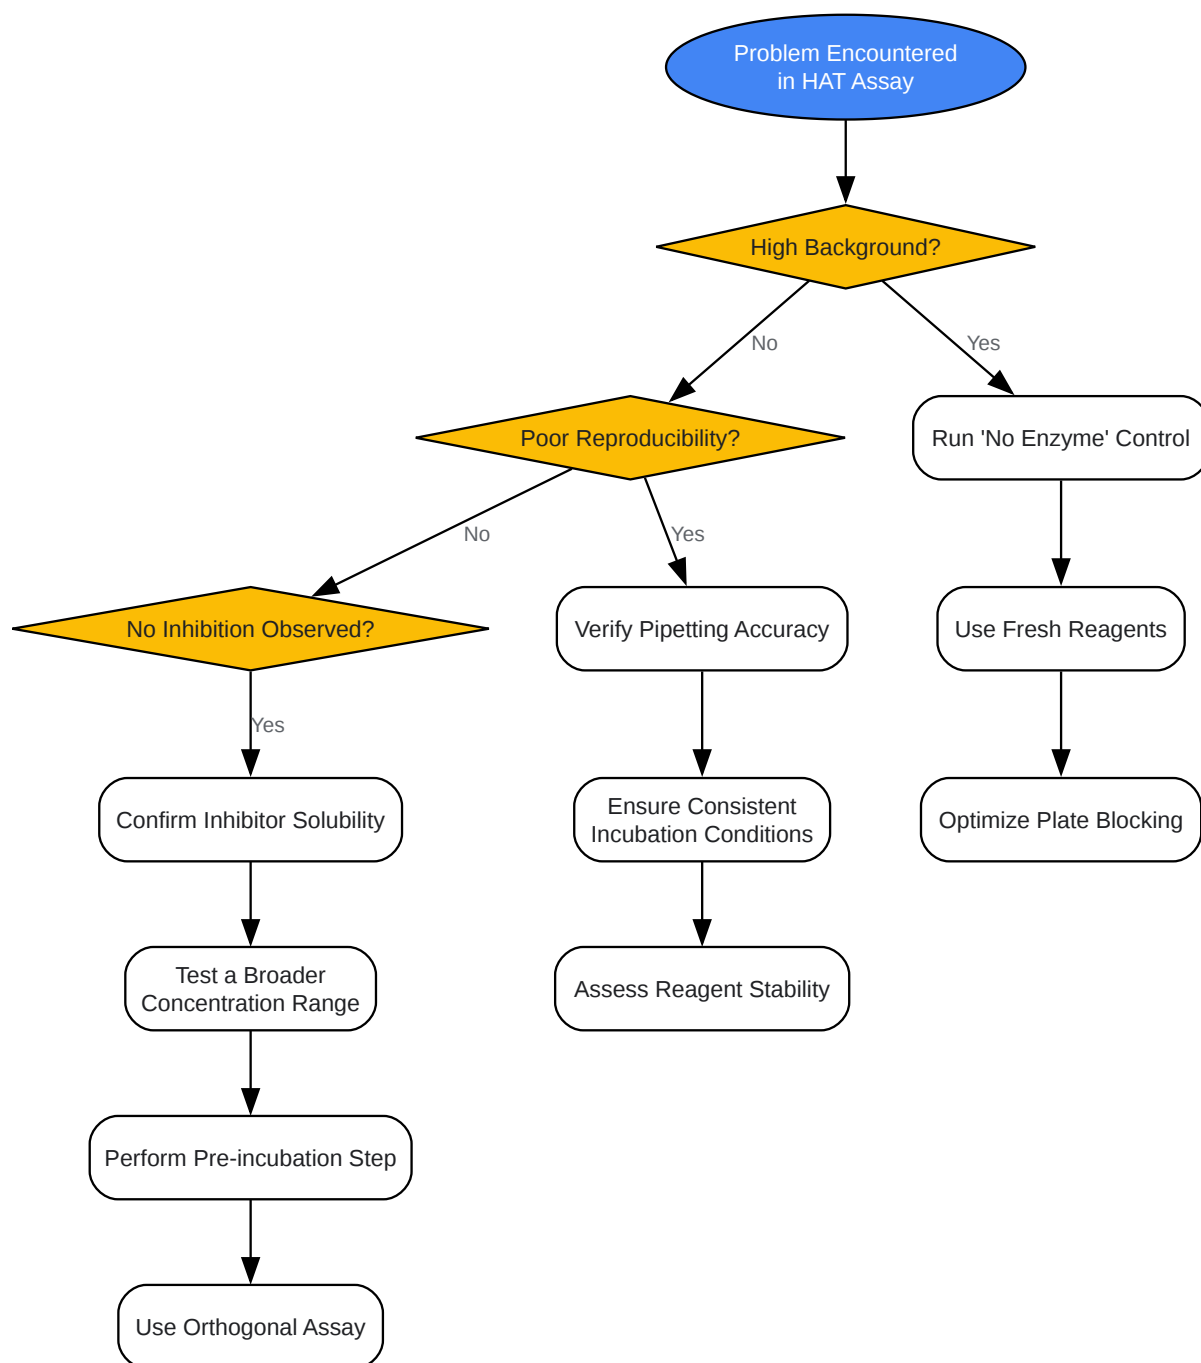 Problem Encountered
in HAT Assay
High Background?
No
Yes
Poor Reproducibility?
Run 'No Enzyme' Control
No
Yes
No Inhibition Observed?
Verify Pipetting Accuracy
Use Fresh Reagents
Yes
Confirm Inhibitor Solubility
Ensure Consistent
Incubation Conditions
Optimize Plate Blocking
Test a Broader
Concentration Range
Assess Reagent Stability
Perform Pre-incubation Step
Use Orthogonal Assay